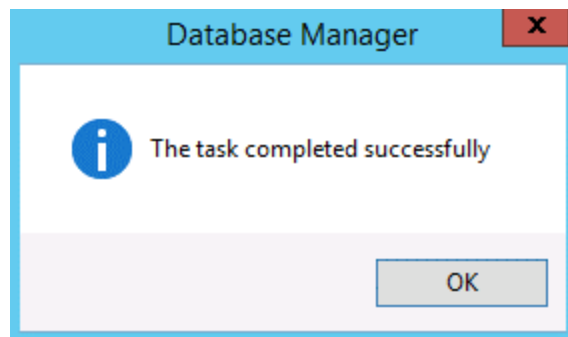 Database Manager
x
The task completed successfully
OK